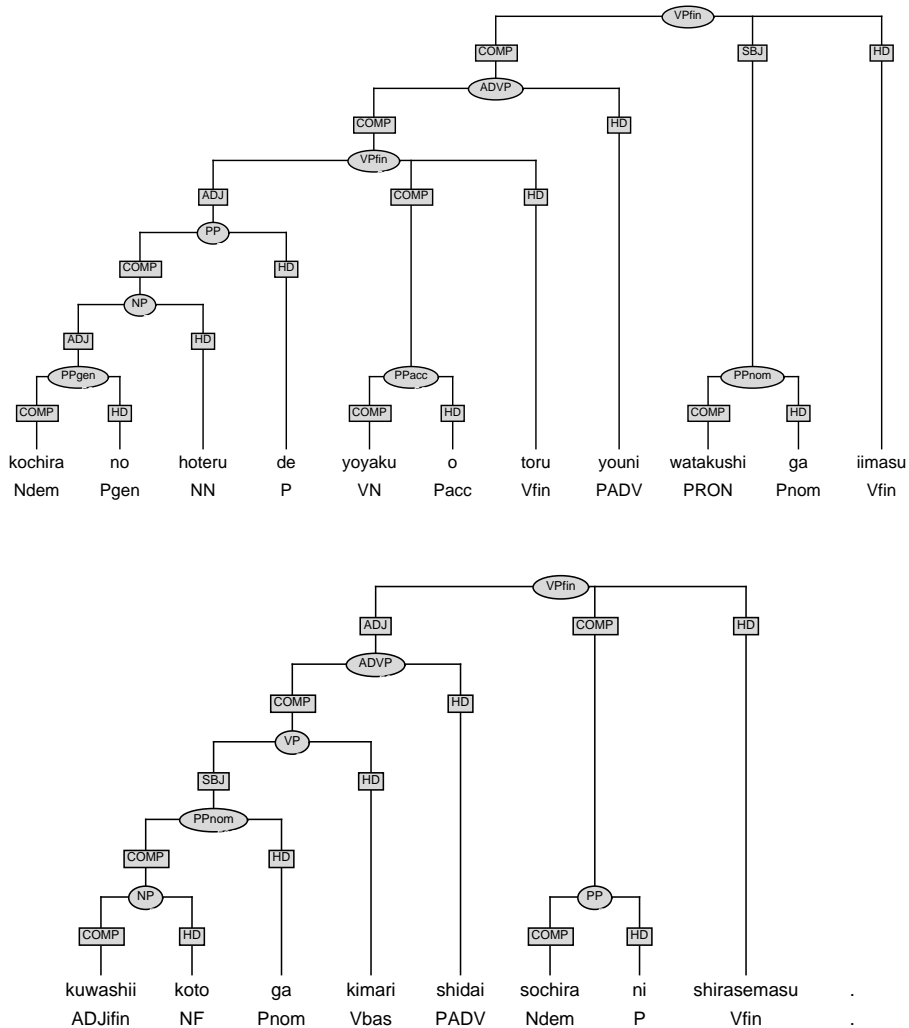 VPfin
COMP SBJ HD
ADVP
COMP HD
VPfin
ADJ COMP HD
PP
COMP HD
NP
ADJ HD
PPgen PPacc PPnom
COMP HD COMP HD COMP HD
kochira no hoteru de yoyaku o toru youni watakushi ga iimasu
Ndem Pgen NN P VN Pacc Vfin PADV PRON Pnom Vfin
VPfin
ADJ COMP HD
ADVP
COMP HD
VP
SBJ HD
PPnom
COMP HD
NP PP
COMP HD COMP HD
kuwashii koto ga kimari shidai sochira ni shirasemasu .
ADJifin NF Pnom Vbas PADV Ndem P Vfin .